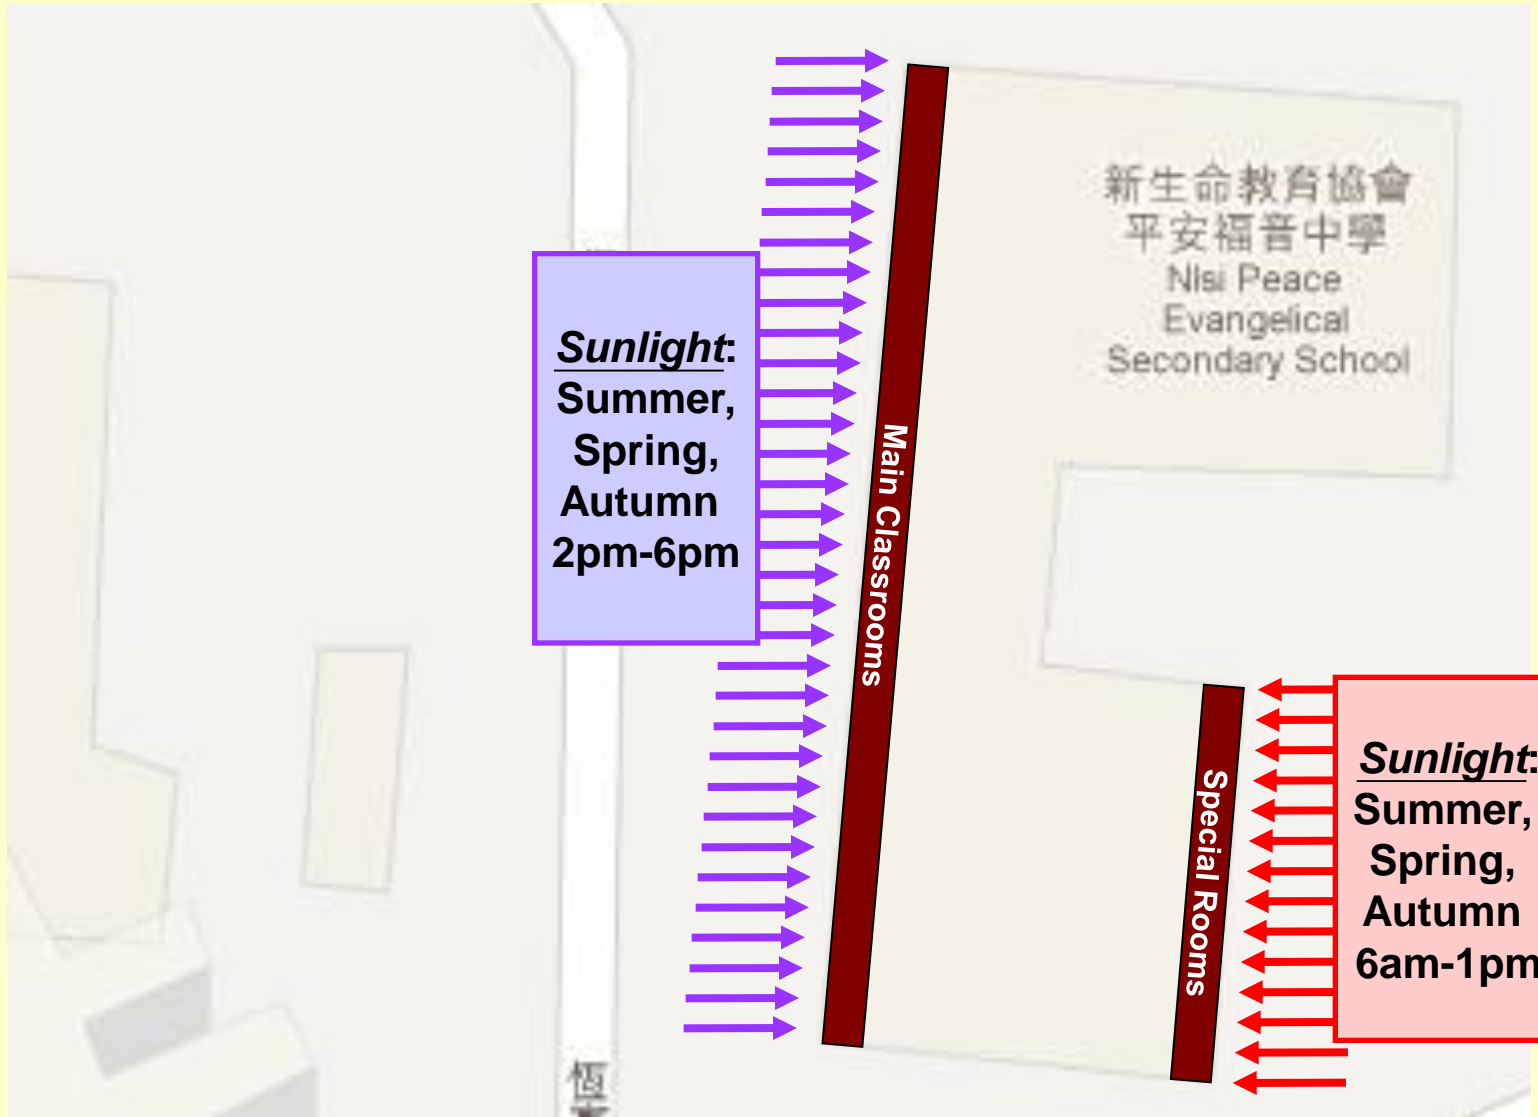 新生命教育協會
平安福音中學
Nisi Peace
Evangelical
Secondary School
Sunlight:
Summer,
Spring,
Autumn
2pm-6pm
Main Classrooms
Special Rooms
Sunlight:
Summer,
Spring,
Autumn
6am-1pm
恆